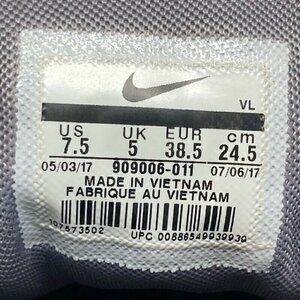 VL
US UK EUR cm
7.5 5 38.5 24.5
05/03/17 909006-011 07/06/17
MADE IN VIETNAM
FABRIQUE AU VIETNAM
UPC 00886549939939